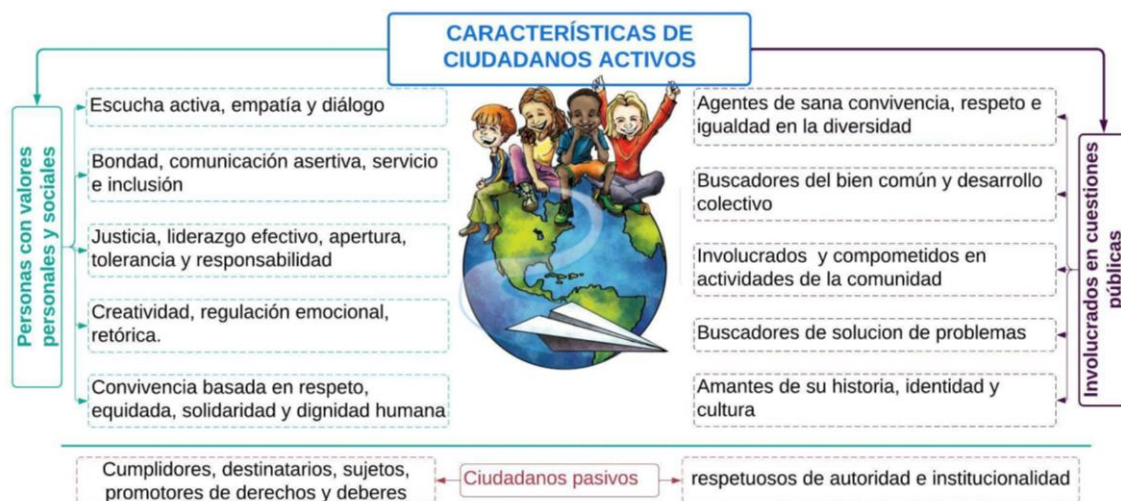 CARACTERÍSTICAS DE
CIUDADANOS ACTIVOS
Personas con valores
personales y sociales
Escucha activa, empatía y diálogo
Bondad, comunicación asertiva, servicio
e inclusión
Justicia, liderazgo efectivo, apertura,
tolerancia y responsabilidad
Creatividad, regulación emocional,
retórica.
Convivencia basada en respeto,
equidada, solidaridad y dignidad humana
Involucrados en cuestiones
públicas
Agentes de sana convivencia, respeto e
igualdad en la diversidad
Buscadores del bien común y desarrollo
colectivo
Involucrados y compometidos en
actividades de la comunidad
Buscadores de solucion de problemas
Amantes de su historia, identidad y
cultura
Ciudadanos pasivos
Cumplidores, destinatarios, sujetos,
promotores de derechos y deberes
respetuosos de autoridad e institucionalidad